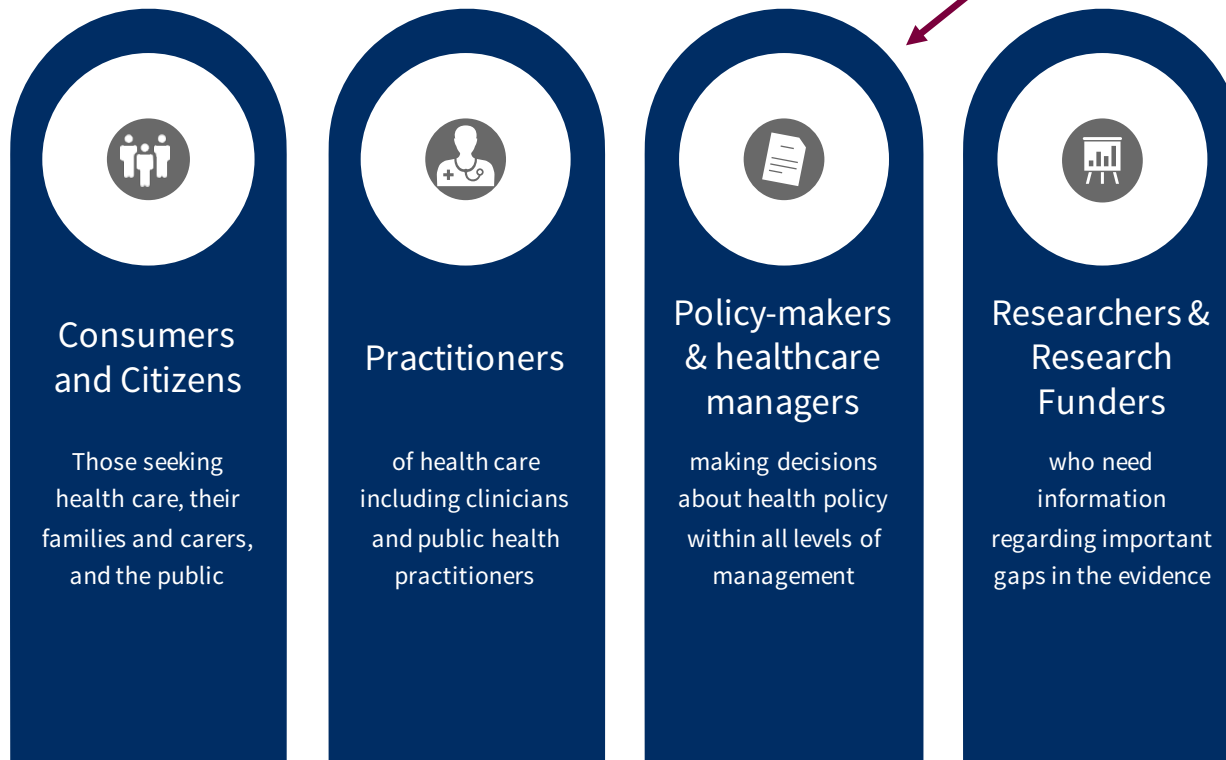 Consumers
and Citizens
Those seeking
health care, their
families and carers,
and the public
Practitioners
of health care
including clinicians
and public health
practitioners
Policy-makers
& healthcare
managers
making decisions
about health policy
within all levels of
management
Researchers &
Research
Funders
who need
information
regarding important
gaps in the evidence